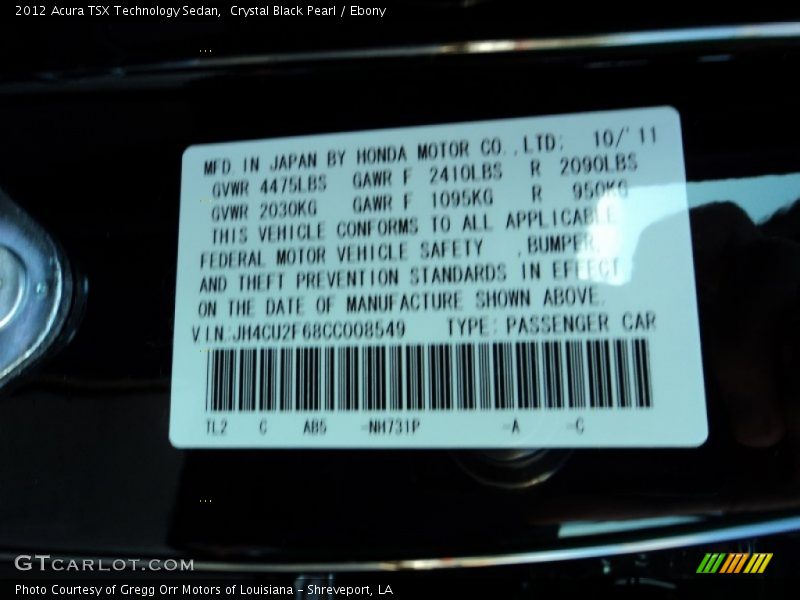 2012 Acura TSX Technology Sedan,  Crystal Black Pearl / Ebony
...
MFD. IN JAPAN BY HONDA MOTOR CO.,LTD: 10/'11
GVWR 4475LBS GAWR F 2410LBS R 2090LBS
GVWR 2030KG GAWR F 1095KG R 950KG
THIS VEHICLE CONFORMS TO ALL APPLICABLE
FEDERAL MOTOR VEHICLE SAFETY ,BUMPER,
AND THEFT PREVENTION STANDARDS IN EFFECT
ON THE DATE OF MANUFACTURE SHOWN ABOVE.
VIN:JH4CU2F68CC008549 TYPE: PASSENGER CAR
TL2 C AB5 -NH731P -A -C
...
GTCARLOT.COM
Photo Courtesy of Gregg Orr Motors of Louisiana - Shreveport, LA